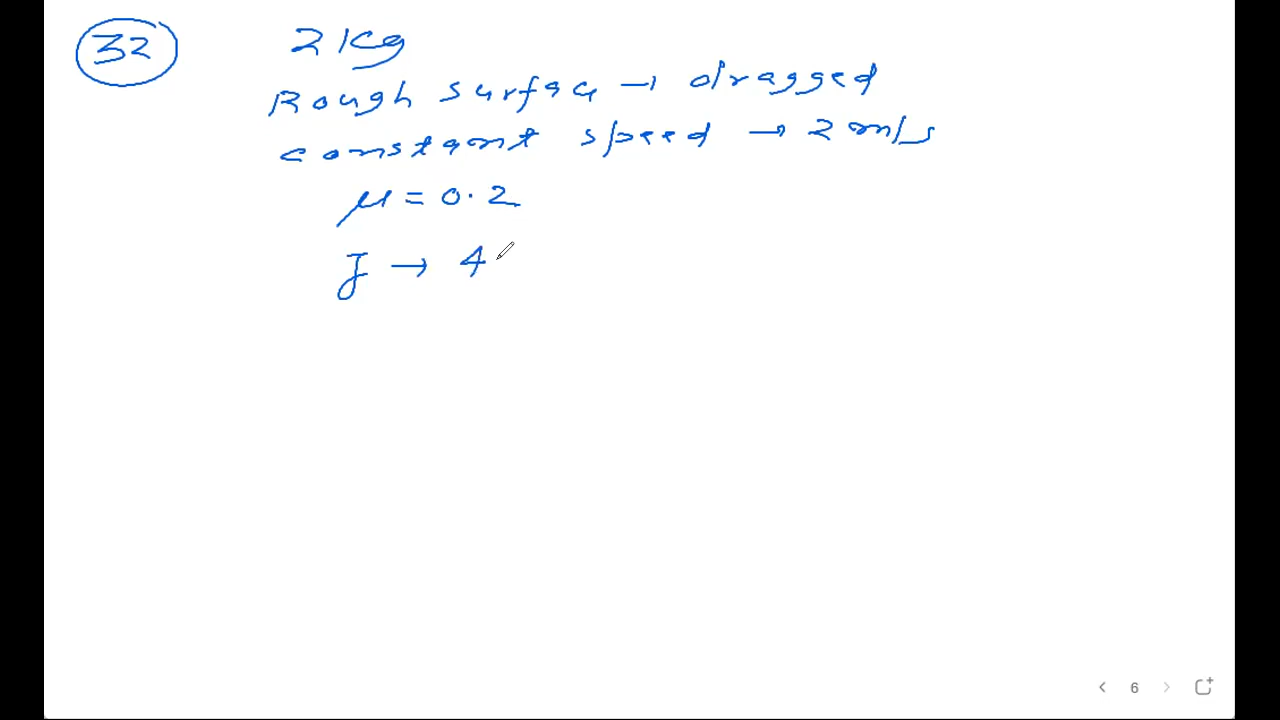 32
2 kg
Rough surface → dragged
constant speed → 2 m/s
μ = 0.2
J → 4
6